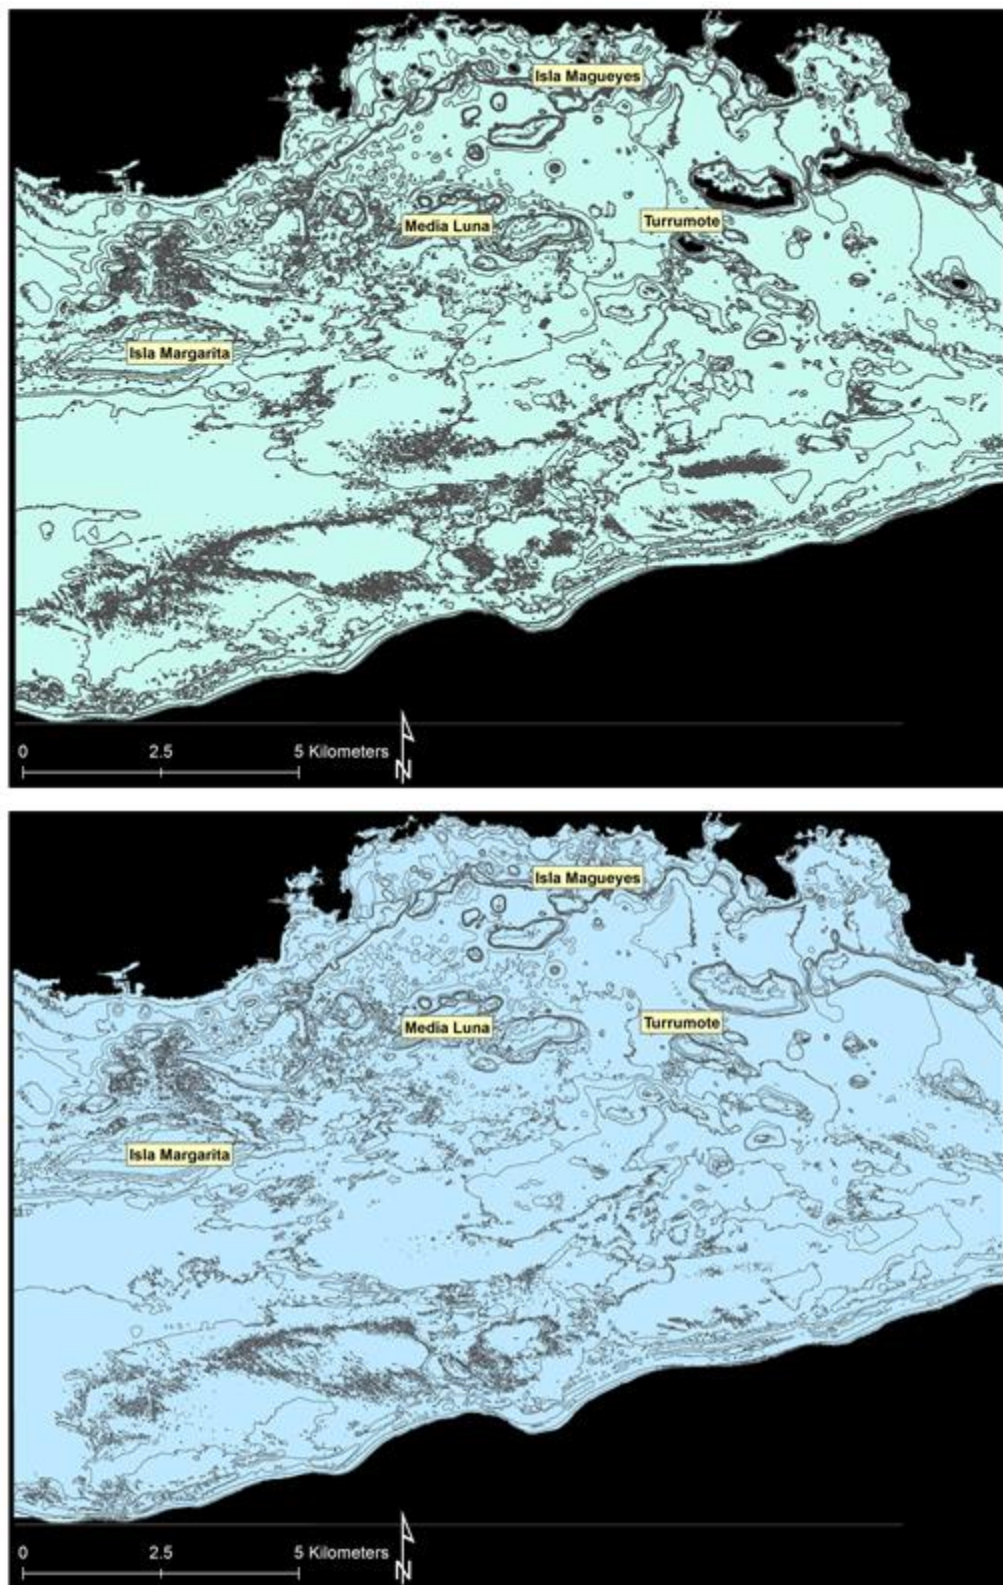 Isla Magueyes
Media Luna
Turrumote
Isla Margarita
0 2.5 5 Kilometers
N
Isla Magueyes
Media Luna
Turrumote
Isla Margarita
0 2.5 5 Kilometers
N